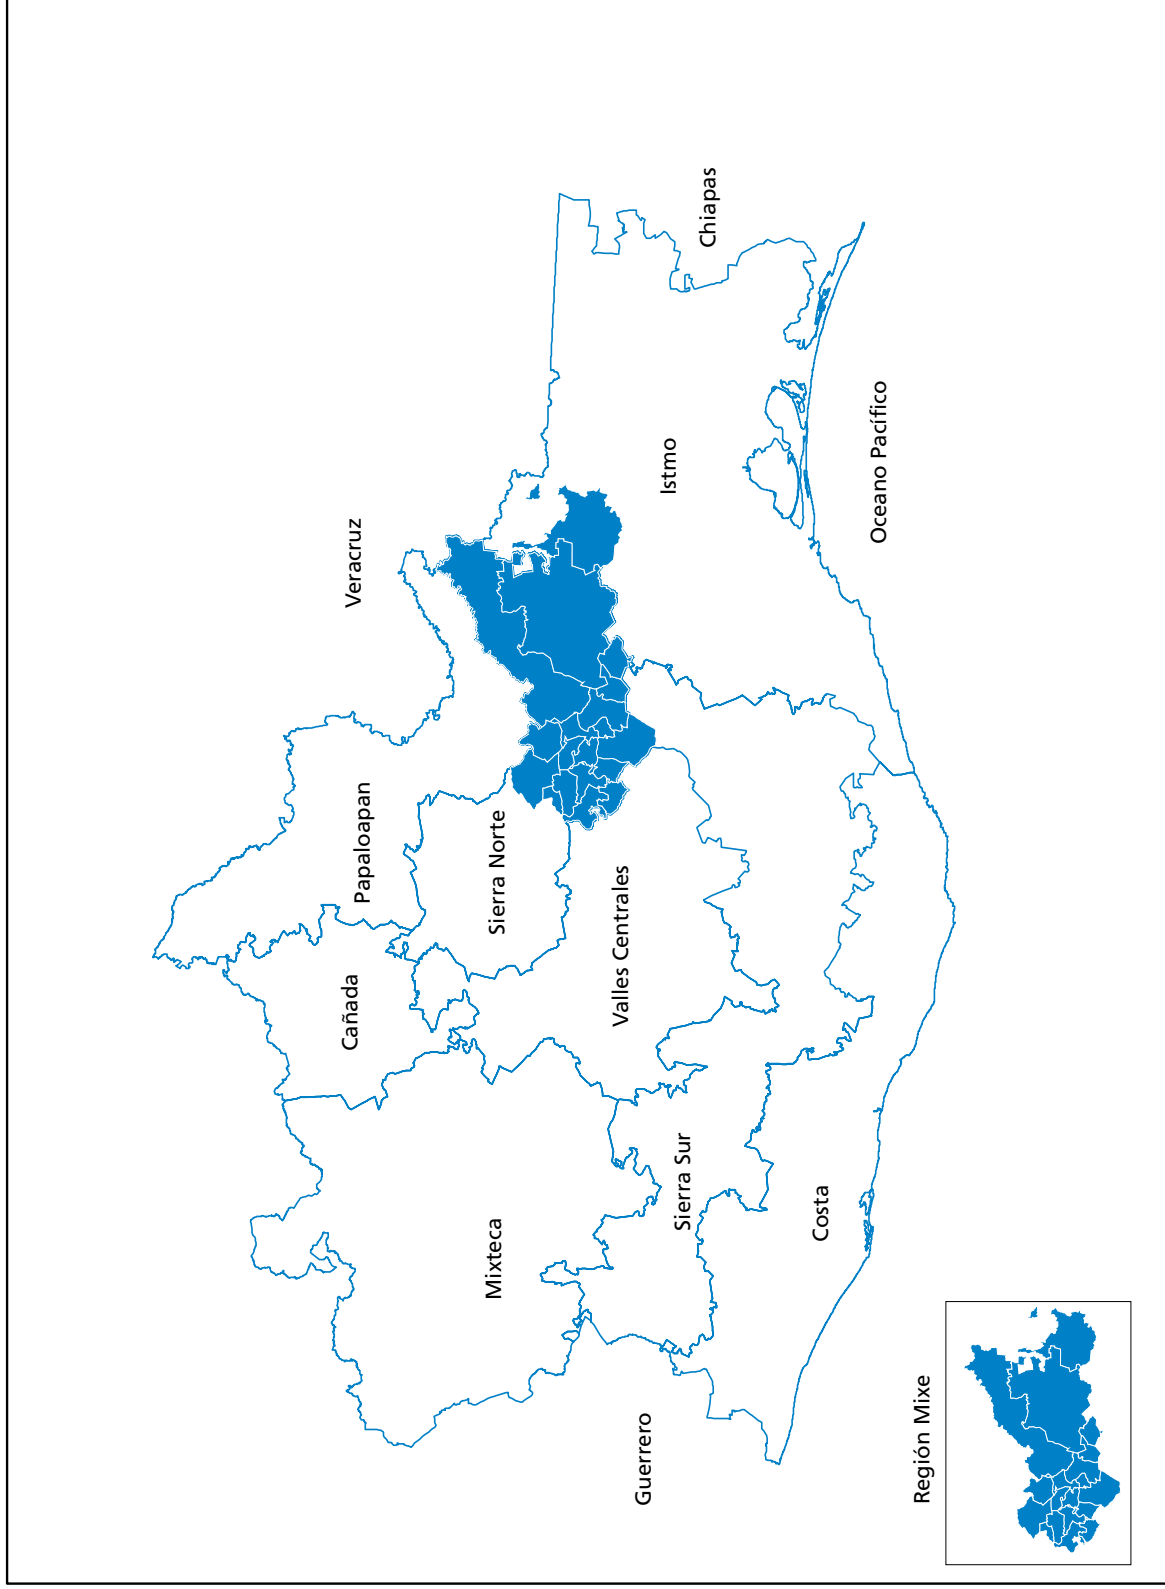 Veracruz
Papaloapan
Cañada
Sierra Norte
Mixteca
Valles Centrales
Istmo
Chiapas
Sierra Sur
Guerrero
Costa
Oceano Pacífico
Región Mixe